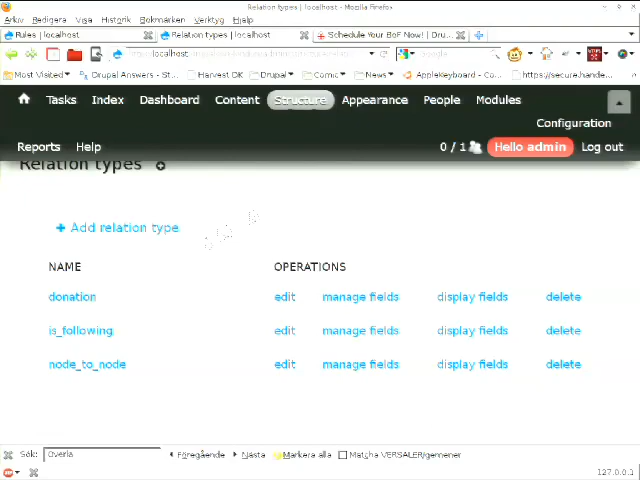 Relation types | localhost - Mozilla Firefox
Arkiv Redigera Visa Historik Bokmärken Verktyg Hjälp
Rules | localhost Relation types | localhost Schedule Your BoF Now! | Dru...
google
Most Visited Drupal Answers - St... Harvest DK Drupal Comic News AppleKeyboard - Co... https://secure.hande...
Tasks Index Dashboard Content Structure Appearance People Modules
Configuration
Reports Help 0 / 1 Hello admin Log out
Relation types
+ Add relation type
NAME OPERATIONS
donation edit manage fields display fields delete
is_following edit manage fields display fields delete
node_to_node edit manage fields display fields delete
Sök: Overla Föregående Nästa Markera alla Matcha VERSALER/gemener
127.0.0.1